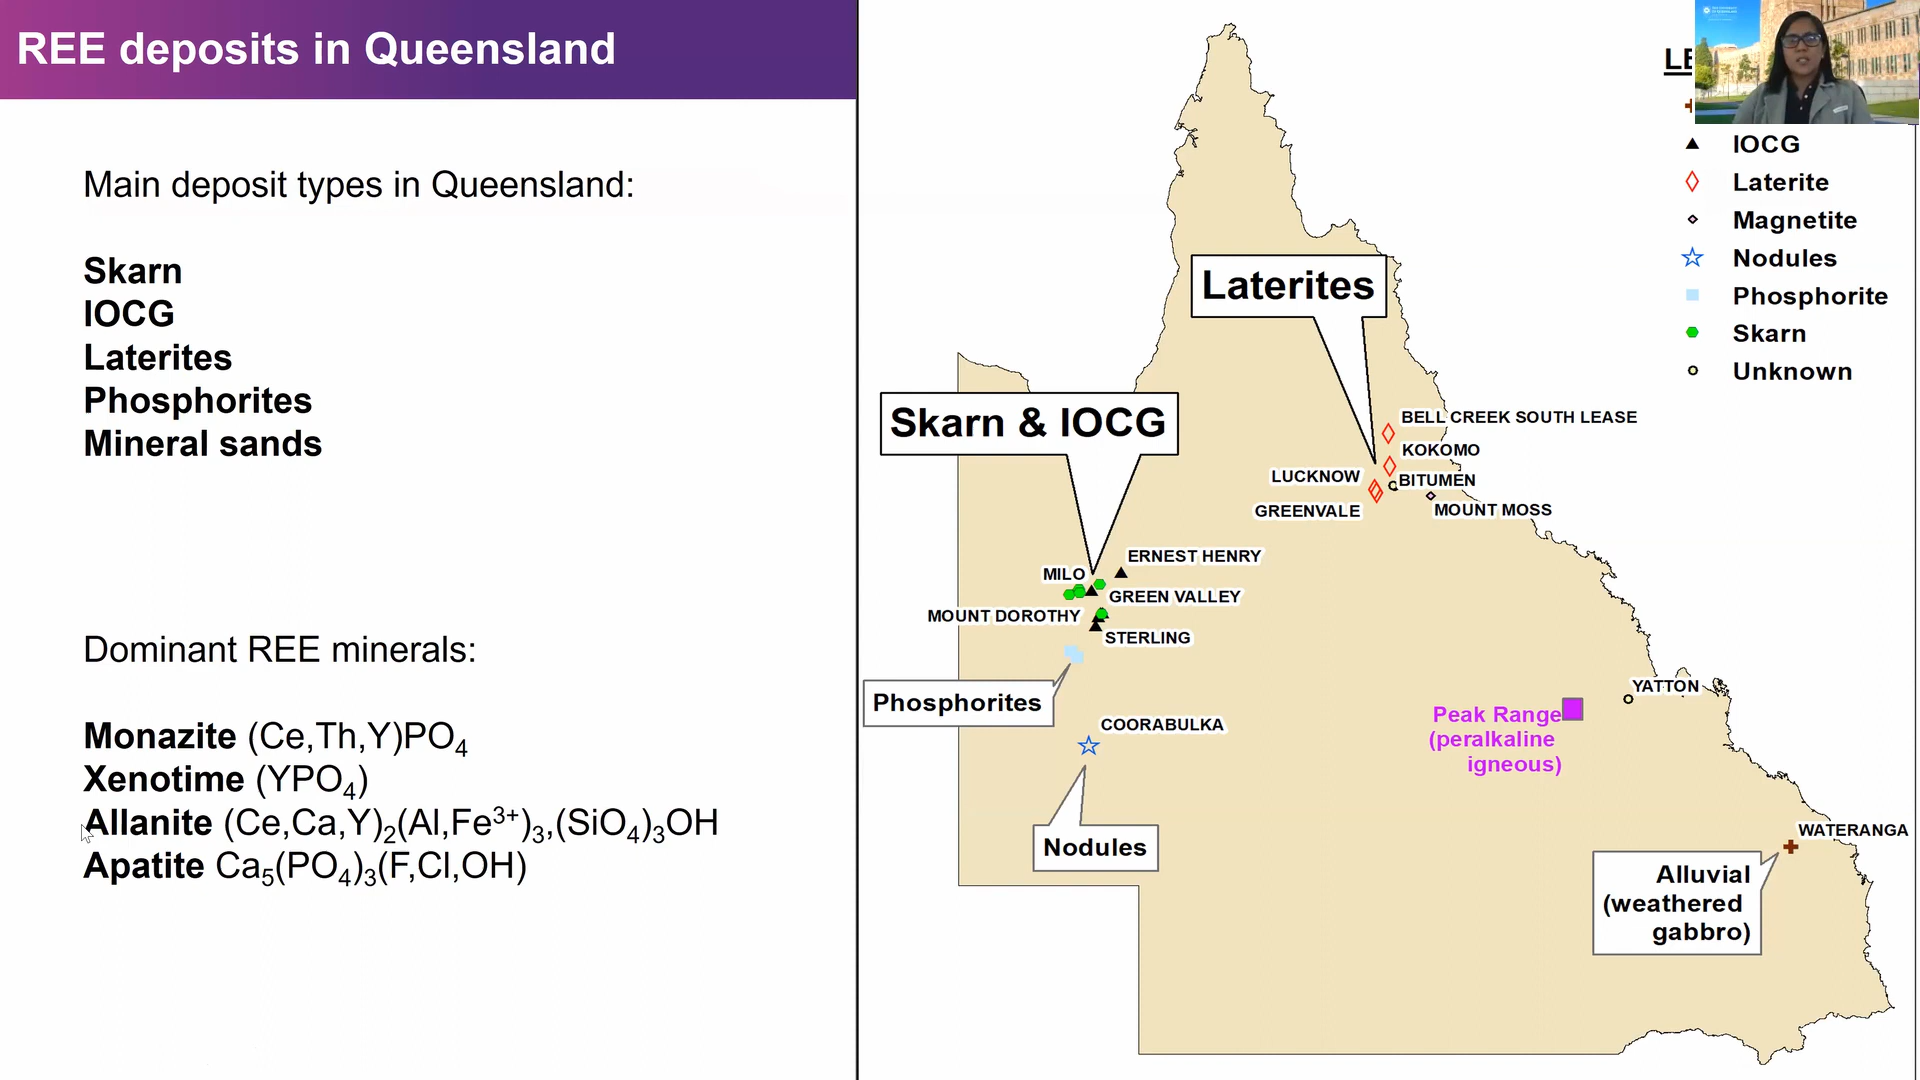 REE deposits in Queensland
Main deposit types in Queensland:
Skarn
IOCG
Laterites
Phosphorites
Mineral sands
Dominant REE minerals:
Monazite (Ce,Th,Y)PO₄
Xenotime (YPO₄)
Allanite (Ce,Ca,Y)₂(Al,Fe³⁺)₃,(SiO₄)₃OH
Apatite Ca₅(PO₄)₃(F,Cl,OH)
IOCG
Laterite
Magnetite
Nodules
Phosphorite
Skarn
Unknown
Laterites
Skarn & IOCG
BELL CREEK SOUTH LEASE
KOKOMO
LUCKNOW
BITUMEN
GREENVALE
MOUNT MOSS
ERNEST HENRY
MILO
GREEN VALLEY
MOUNT DOROTHY
STERLING
Phosphorites
COORABULKA
Nodules
YATTON
Peak Range
(peralkaline
igneous)
WATERANGA
Alluvial
(weathered
gabbro)